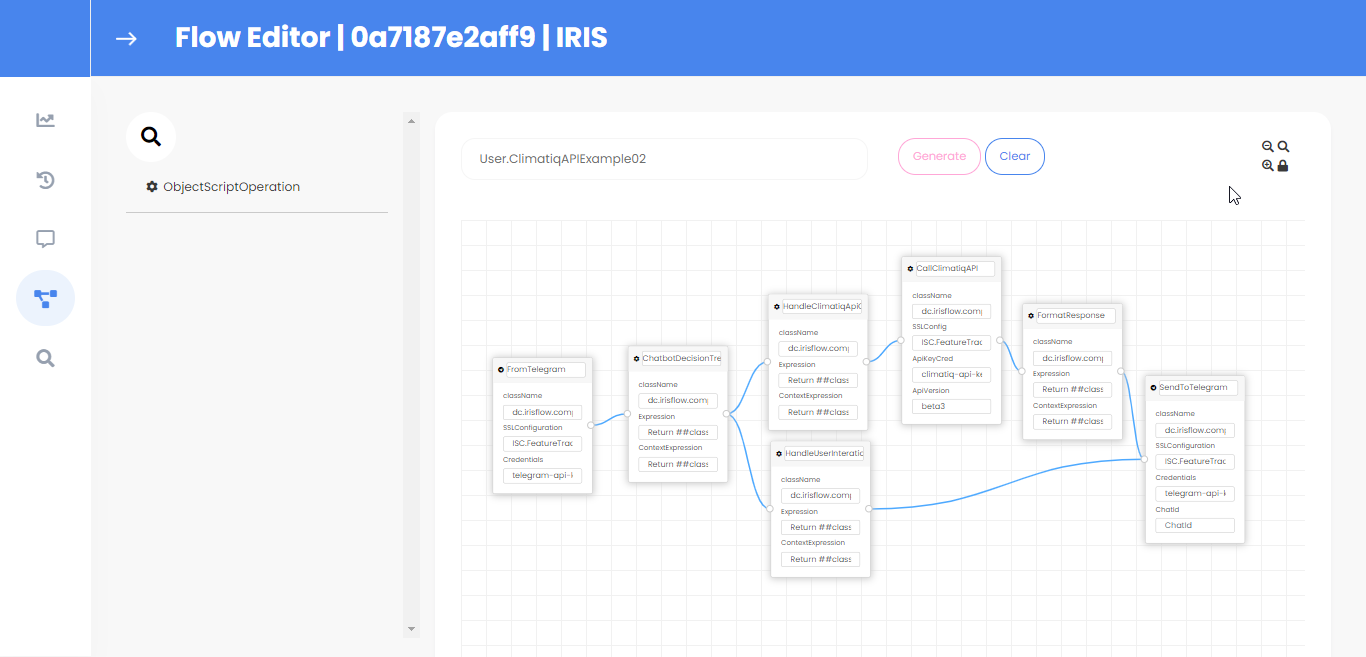 Flow Editor | 0a7187e2aff9 | IRIS
ObjectScriptOperation
User.ClimatiqAPIExample02
Generate
Clear
FromTelegram
className
dc.irisflow.com
SSLConfiguration
ISC.FeatureTrac
Credentials
telegram-api-k
ChatbotDecisionTre
className
dc.irisflow.com
Expression
Return ##class
ContextExpression
Return ##class
HandleClimatiqApiC
className
dc.irisflow.com
Expression
Return ##class
ContextExpression
Return ##class
HandleUserInteratio
className
dc.irisflow.com
Expression
Return ##class
ContextExpression
Return ##class
CallClimatiqAPI
className
dc.irisflow.com
SSLConfig
ISC.FeatureTrac
ApiKeyCred
climatiq-api-ke
ApiVersion
beta3
FormatResponse
className
dc.irisflow.com
Expression
Return ##class
ContextExpression
Return ##class
SendToTelegram
className
dc.irisflow.com
SSLConfiguration
ISC.FeatureTrac
Credentials
telegram-api-k
ChatId
ChatId